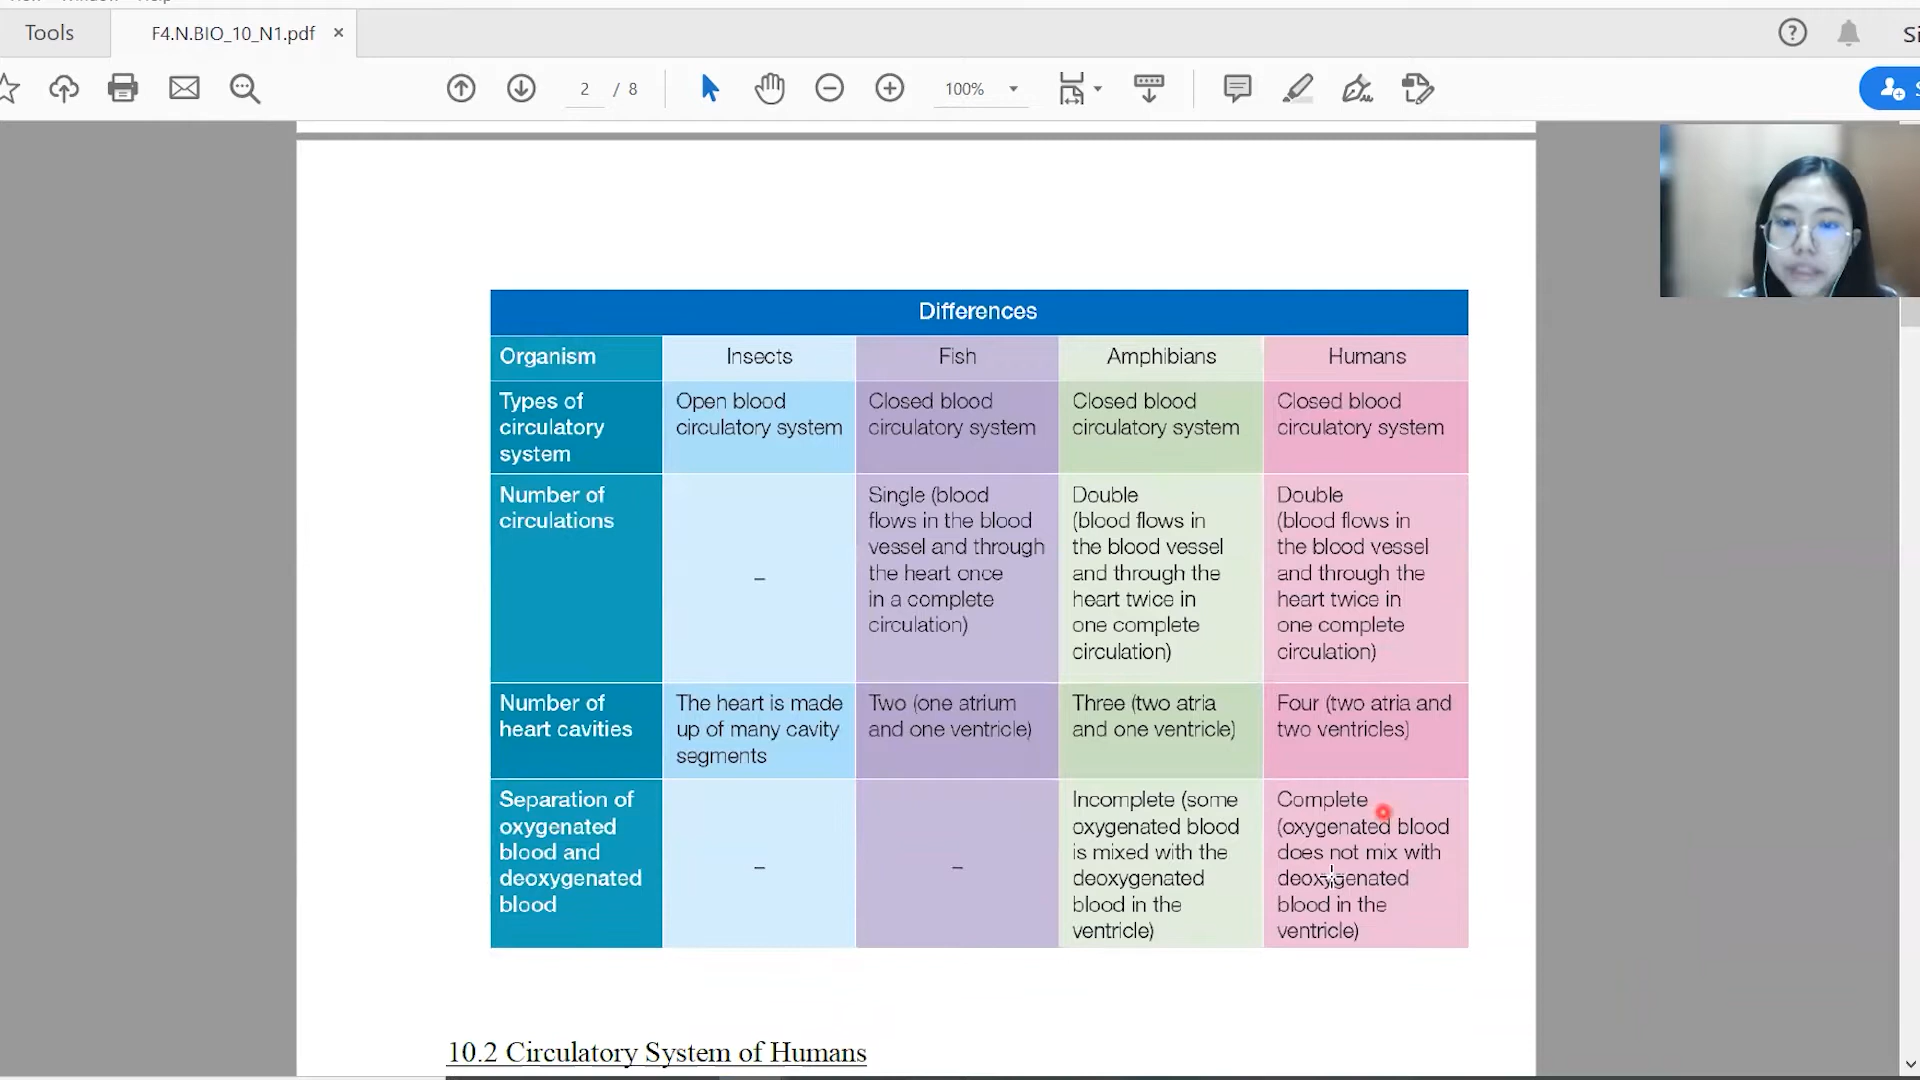 Tools
F4.N.BIO_10_N1.pdf
2 / 8
100%
Differences
Organism
Insects
Fish
Amphibians
Humans
Types of
circulatory
system
Open blood
circulatory system
Closed blood
circulatory system
Closed blood
circulatory system
Closed blood
circulatory system
Number of
circulations
–
Single (blood
flows in the blood
vessel and through
the heart once
in a complete
circulation)
Double
(blood flows in
the blood vessel
and through the
heart twice in
one complete
circulation)
Double
(blood flows in
the blood vessel
and through the
heart twice in
one complete
circulation)
Number of
heart cavities
The heart is made
up of many cavity
segments
Two (one atrium
and one ventricle)
Three (two atria
and one ventricle)
Four (two atria and
two ventricles)
Separation of
oxygenated
blood and
deoxygenated
blood
–
–
Incomplete (some
oxygenated blood
is mixed with the
deoxygenated
blood in the
ventricle)
Complete
(oxygenated blood
does not mix with
deoxygenated
blood in the
ventricle)
10.2 Circulatory System of Humans